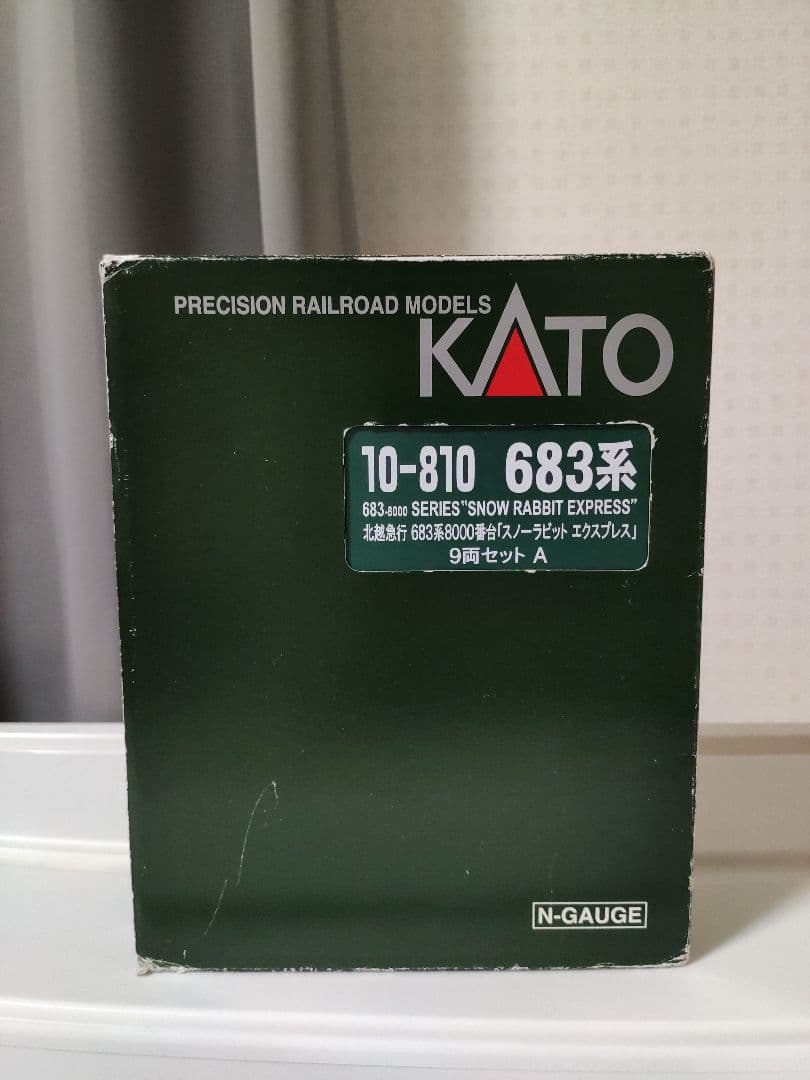 PRECISION RAILROAD MODELS
KATO
10-810 683系
683-8000 SERIES "SNOW RABBIT EXPRESS"
北越急行 683系8000番台「スノーラビット エクスプレス」
9両セット A
N-GAUGE